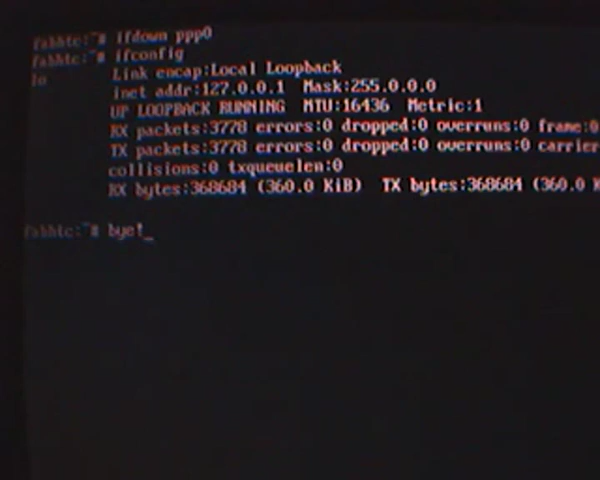 fabhtc:~# ifdown ppp0
fabhtc:~# ifconfig
lo Link encap:Local Loopback
inet addr:127.0.0.1 Mask:255.0.0.0
UP LOOPBACK RUNNING MTU:16436 Metric:1
RX packets:3778 errors:0 dropped:0 overruns:0 frame:0
TX packets:3778 errors:0 dropped:0 overruns:0 carrier
collisions:0 txqueuelen:0
RX bytes:368684 (360.0 KiB) TX bytes:368684 (360.0 K
fabhtc:~# bye!_